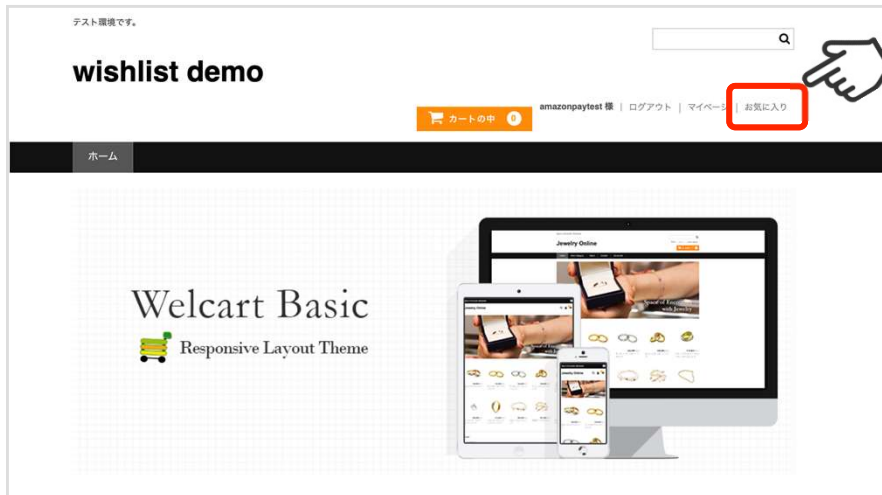 テスト環境です。
wishlist demo
カートの中 0
amazonpaytest 様 | ログアウト | マイページ | お気に入り
ホーム
Welcart Basic
Responsive Layout Theme
Jewelry Online